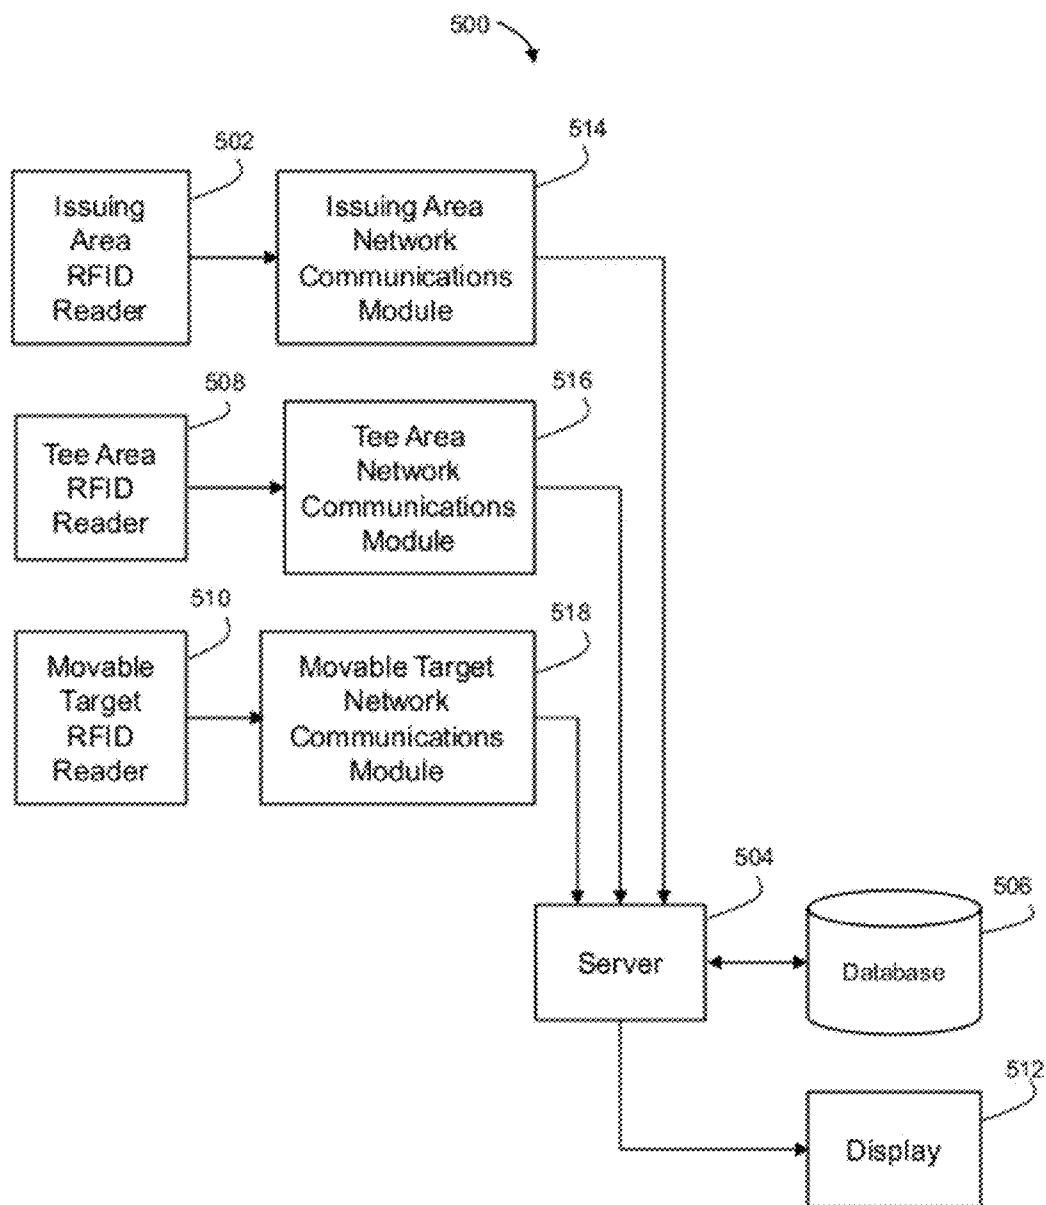 500
502
514
Issuing
Area
RFID
Reader
Issuing Area
Network
Communications
Module
508
516
Tee Area
RFID
Reader
Tee Area
Network
Communications
Module
510
518
Movable
Target
RFID
Reader
Movable Target
Network
Communications
Module
504
506
Server
Database
512
Display